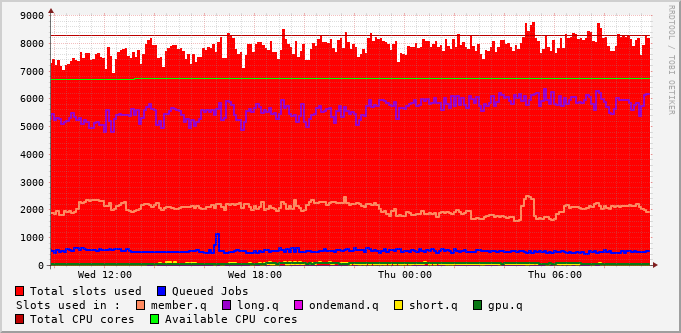 9000
8000
7000
6000
5000
4000
3000
2000
1000
0
Wed 12:00 Wed 18:00 Thu 00:00 Thu 06:00
Total slots used Queued Jobs
Slots used in : member.q long.q ondemand.q short.q gpu.q
Total CPU cores Available CPU cores
RRDTOOL / TOBI OETIKER